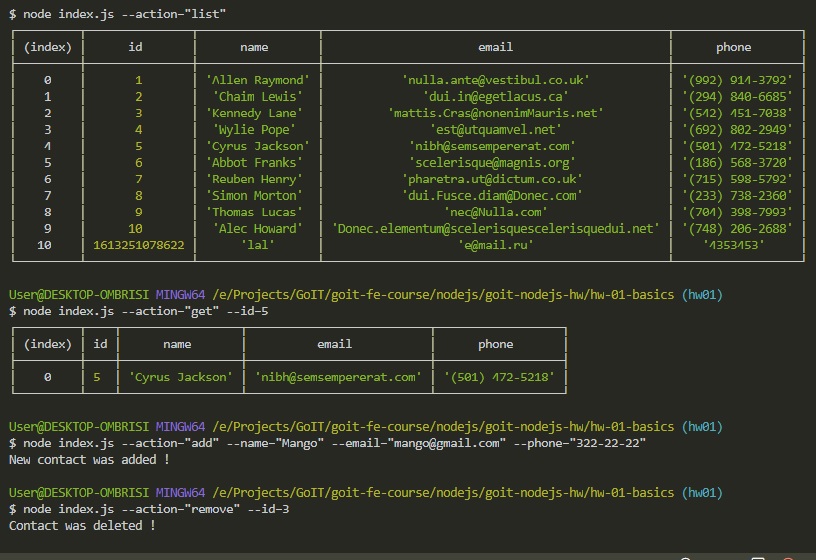 $ node index.js --action="list"
(index) id name email phone
0 1 'Allen Raymond' 'nulla.ante@vestibul.co.uk' '(992) 914-3792'
1 2 'Chaim Lewis' 'dui.in@egetlacus.ca' '(294) 840-6685'
2 3 'Kennedy Lane' 'mattis.Cras@nonenimMauris.net' '(542) 451-7038'
3 4 'Wylie Pope' 'est@utquamvel.net' '(692) 802-2949'
4 5 'Cyrus Jackson' 'nibh@semsempererat.com' '(501) 472-5218'
5 6 'Abbot Franks' 'scelerisque@magnis.org' '(186) 568-3720'
6 7 'Reuben Henry' 'pharetra.ut@dictum.co.uk' '(715) 598-5792'
7 8 'Simon Morton' 'dui.Fusce.diam@Donec.com' '(233) 738-2360'
8 9 'Thomas Lucas' 'nec@Nulla.com' '(704) 398-7993'
9 10 'Alec Howard' 'Donec.elementum@scelerisquescelerisquedui.net' '(748) 206-2688'
10 1613251078622 'lal' 'e@mail.ru' '4353453'
User@DESKTOP-OMBRISI MINGW64 /e/Projects/GoIT/goit-fe-course/nodejs/goit-nodejs-hw/hw-01-basics (hw01)
$ node index.js --action="get" --id=5
(index) id name email phone
0 5 'Cyrus Jackson' 'nibh@semsempererat.com' '(501) 472-5218'
User@DESKTOP-OMBRISI MINGW64 /e/Projects/GoIT/goit-fe-course/nodejs/goit-nodejs-hw/hw-01-basics (hw01)
$ node index.js --action="add" --name="Mango" --email="mango@gmail.com" --phone="322-22-22"
New contact was added !
User@DESKTOP-OMBRISI MINGW64 /e/Projects/GoIT/goit-fe-course/nodejs/goit-nodejs-hw/hw-01-basics (hw01)
$ node index.js --action="remove" --id=3
Contact was deleted !